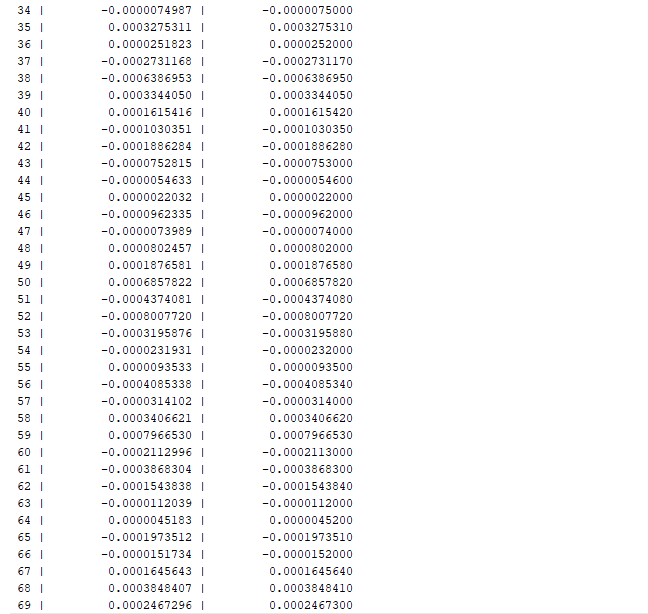 34 | -0.0000074987 | -0.0000075000
35 | 0.0003275311 | 0.0003275310
36 | 0.0000251823 | 0.0000252000
37 | -0.0002731168 | -0.0002731170
38 | -0.0006386953 | -0.0006386950
39 | 0.0003344050 | 0.0003344050
40 | 0.0001615416 | 0.0001615420
41 | -0.0001030351 | -0.0001030350
42 | -0.0001886284 | -0.0001886280
43 | -0.0000752815 | -0.0000753000
44 | -0.0000054633 | -0.0000054600
45 | 0.0000022032 | 0.0000022000
46 | -0.0000962335 | -0.0000962000
47 | -0.0000073989 | -0.0000074000
48 | 0.0000802457 | 0.0000802000
49 | 0.0001876581 | 0.0001876580
50 | 0.0006857822 | 0.0006857820
51 | -0.0004374081 | -0.0004374080
52 | -0.0008007720 | -0.0008007720
53 | -0.0003195876 | -0.0003195880
54 | -0.0000231931 | -0.0000232000
55 | 0.0000093533 | 0.0000093500
56 | -0.0004085338 | -0.0004085340
57 | -0.0000314102 | -0.0000314000
58 | 0.0003406621 | 0.0003406620
59 | 0.0007966530 | 0.0007966530
60 | -0.0002112996 | -0.0002113000
61 | -0.0003868304 | -0.0003868300
62 | -0.0001543838 | -0.0001543840
63 | -0.0000112039 | -0.0000112000
64 | 0.0000045183 | 0.0000045200
65 | -0.0001973512 | -0.0001973510
66 | -0.0000151734 | -0.0000152000
67 | 0.0001645643 | 0.0001645640
68 | 0.0003848407 | 0.0003848410
69 | 0.0002467296 | 0.0002467300